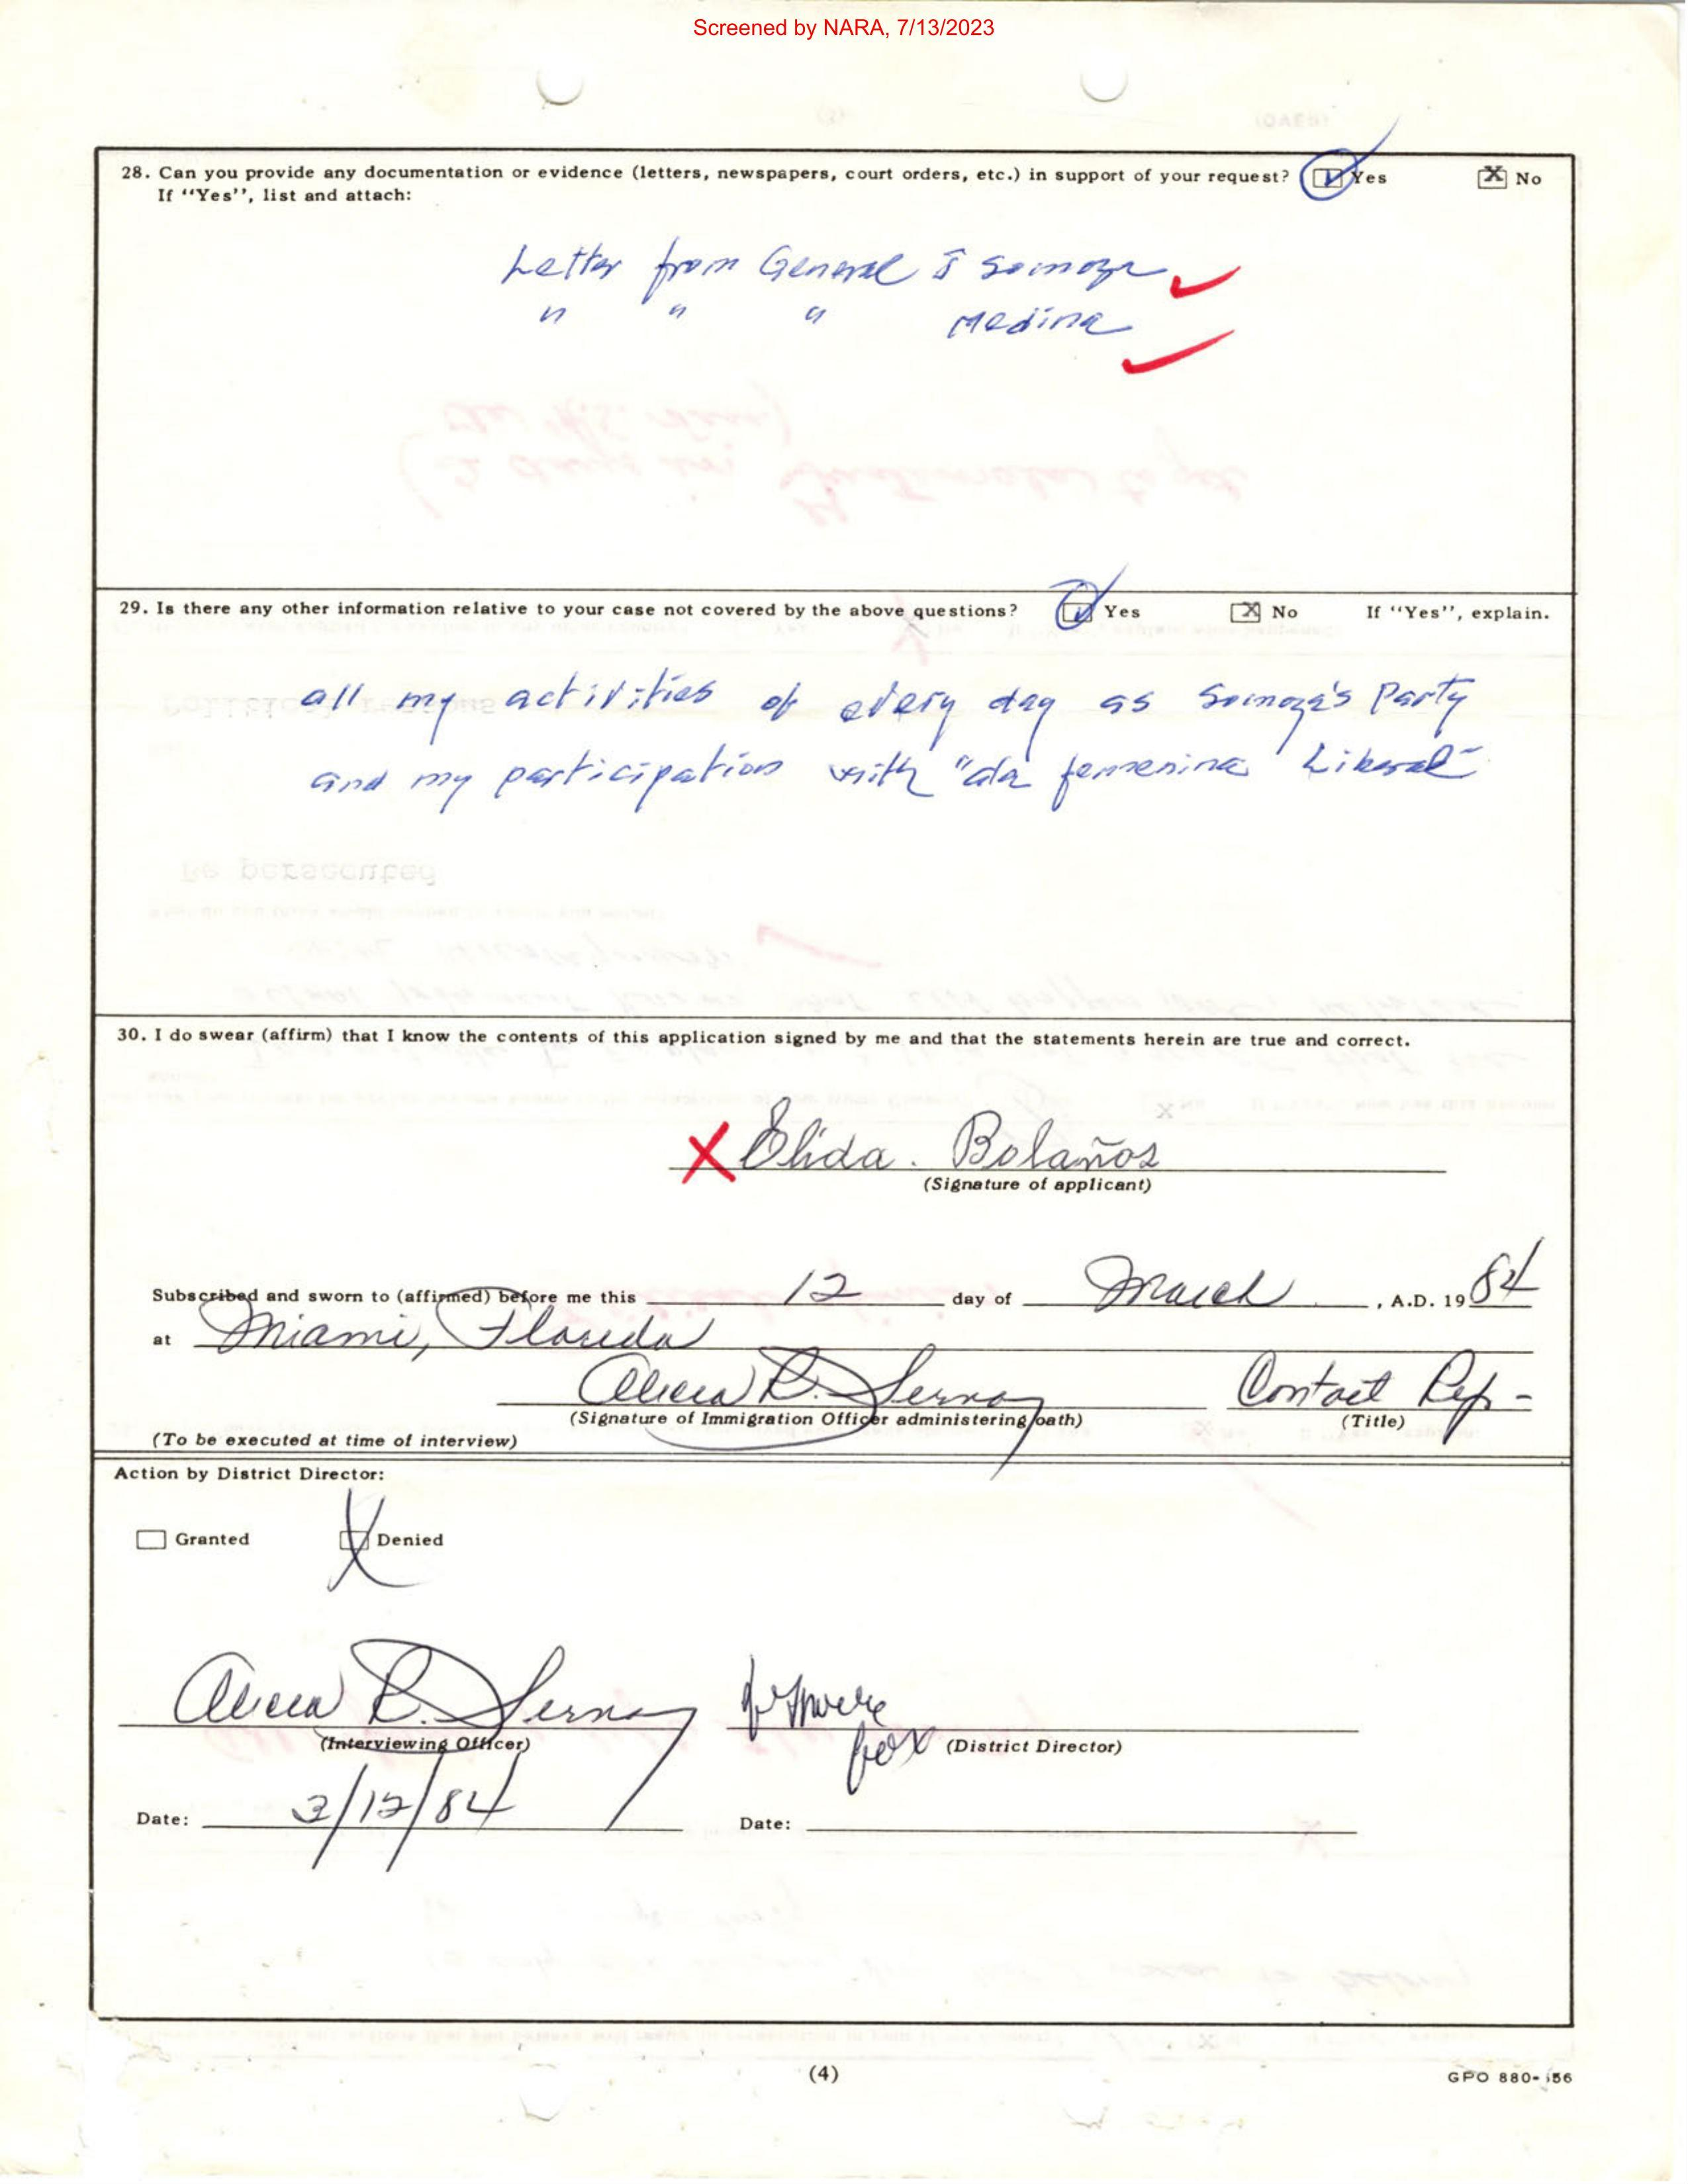 Screened by NARA, 7/13/2023
28. Can you provide any documentation or evidence (letters, newspapers, court orders, etc.) in support of your request? Yes X No
If "Yes", list and attach:
Letter from General Somoza
" " " Medina
29. Is there any other information relative to your case not covered by the above questions? Yes X No If "Yes", explain.
all my activities of every day as Somoza's Party
and my participation with "ala femenina Liberal"
Be persecuted
30. I do swear (affirm) that I know the contents of this application signed by me and that the statements herein are true and correct.
X Elida. Bolaños
(Signature of applicant)
Subscribed and sworn to (affirmed) before me this 12 day of March, A.D. 19 84
at Miami, Florida
Alicia R. Serna Contact Rep-
(Signature of Immigration Officer administering oath) (Title)
(To be executed at time of interview)
Action by District Director:
Granted X Denied
Alicia R. Serna
for
(Interviewing Officer) (District Director)
Date: 3/12/84 Date:
(4)
GPO 880-156